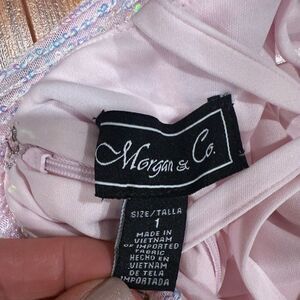 Morgan & Co.
SIZE/TALLA
1
MADE IN
VIETNAM
OF IMPORTED
FABRIC
HECHO EN
VIETNAM
DE TELA
IMPORTADA